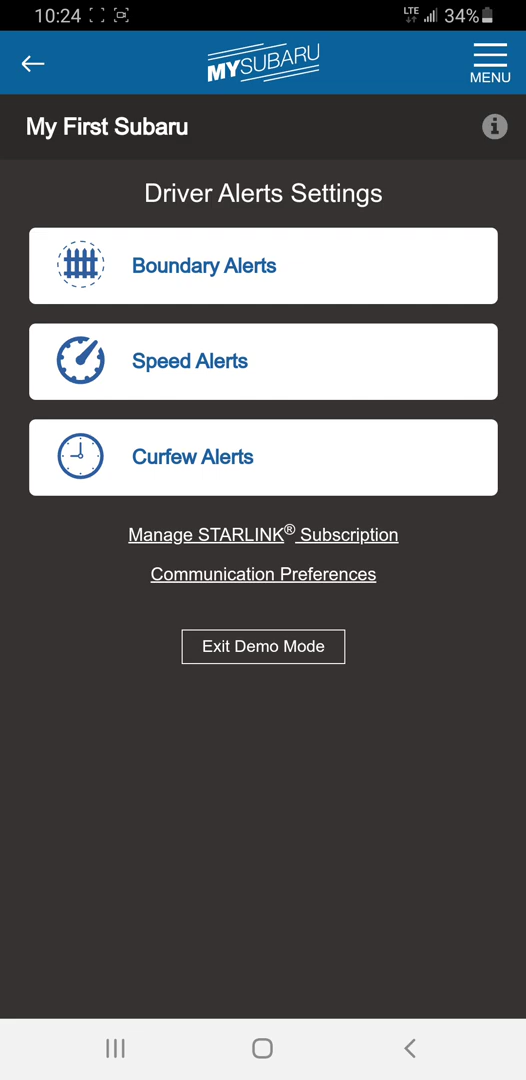 10:24
LTE
34%
MYSUBARU
MENU
My First Subaru
Driver Alerts Settings
Boundary Alerts
Speed Alerts
Curfew Alerts
Manage STARLINK® Subscription
Communication Preferences
Exit Demo Mode